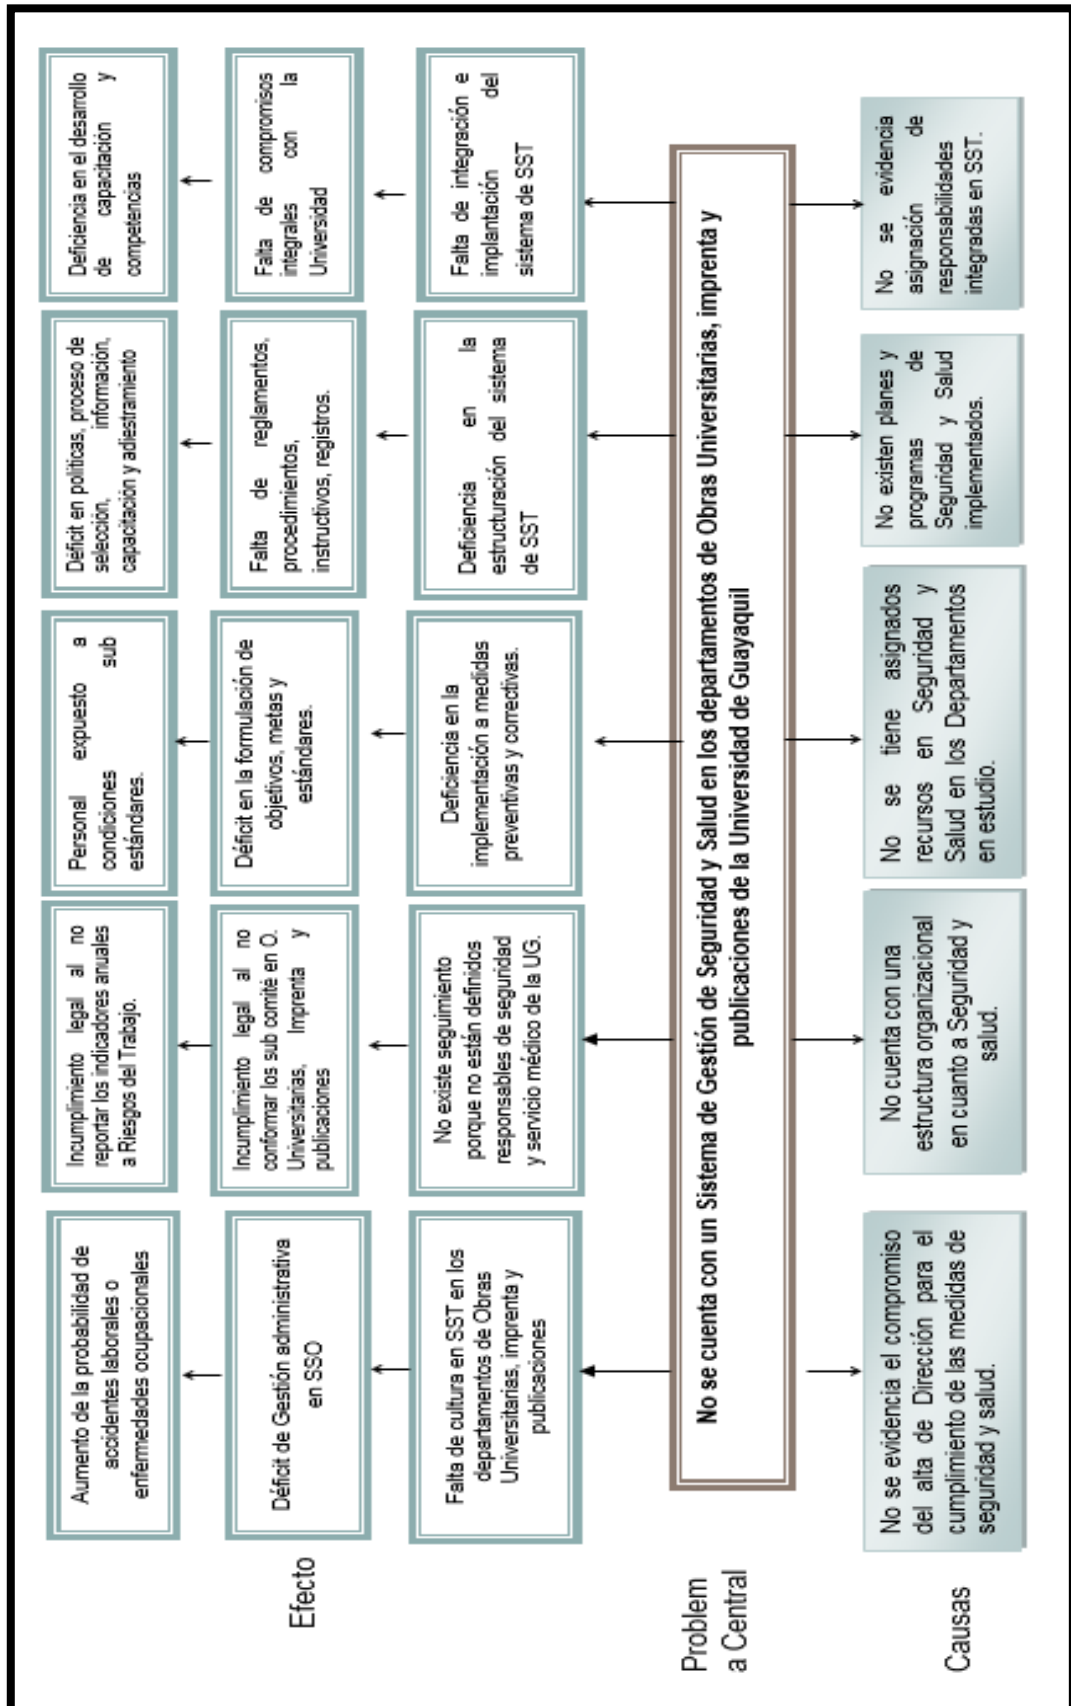 Aumento de la probabilidad de
accidentes laborales o
enfermedades ocupacionales
Incumplimiento legal al no
reportar los indicadores anuales
a Riesgos del Trabajo.
Personal expuesto a
condiciones sub
estándares.
Déficit en políticas, proceso de
selección, información,
capacitación y adiestramiento
Deficiencia en el desarrollo
de capacitación y
competencias
Efecto
Déficit de Gestión administrativa
en SSO
Incumplimiento legal al no
conformar los sub comité en O.
Universitarias, Imprenta y
publicaciones
Déficit en la formulación de
objetivos, metas y
estándares.
Falta de reglamentos,
procedimientos,
instructivos, registros.
Falta de compromisos
integrales con la
Universidad
Falta de cultura en SST en los
departamentos de Obras
Universitarias, imprenta y
publicaciones
No existe seguimiento
porque no están definidos
responsables de seguridad
y servicio médico de la UG.
Deficiencia en la
implementación a medidas
preventivas y correctivas.
Deficiencia en la
estructuración del sistema
de SST
Falta de integración e
implantación del
sistema de SST
Problem
a Central
No se cuenta con un Sistema de Gestión de Seguridad y Salud en los departamentos de Obras Universitarias, imprenta y
publicaciones de la Universidad de Guayaquil
Causas
No se evidencia el compromiso
del alta de Dirección para el
cumplimiento de las medidas de
seguridad y salud.
No cuenta con una
estructura organizacional
en cuanto a Seguridad y
salud.
No se tiene asignados
recursos en Seguridad y
Salud en los Departamentos
en estudio.
No existen planes y
programas de
Seguridad y Salud
implementados.
No se evidencia
asignación de
responsabilidades
integradas en SST.